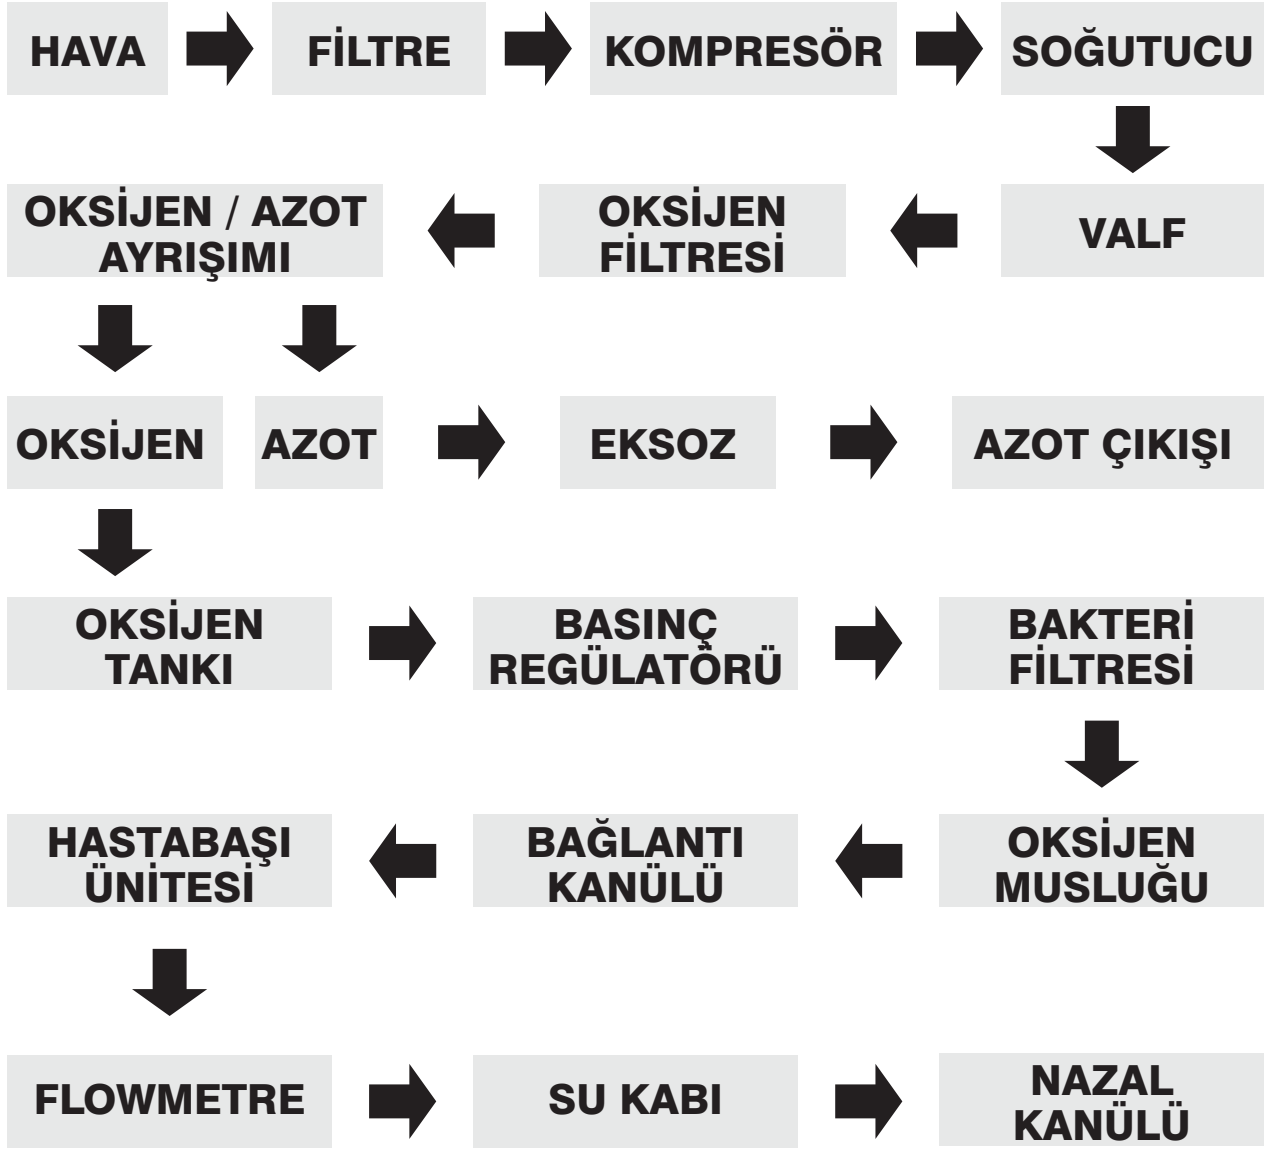 HAVA
FİLTRE
KOMPRESÖR
SOĞUTUCU
VALF
OKSİJEN
FİLTRESİ
OKSİJEN / AZOT
AYRIŞIMI
OKSİJEN
AZOT
EKSOZ
AZOT ÇIKIŞI
OKSİJEN
TANKI
BASINÇ
REGÜLATÖRÜ
BAKTERİ
FİLTRESİ
OKSİJEN
MUSLUĞU
BAĞLANTI
KANÜLÜ
HASTABAŞI
ÜNİTESİ
FLOWMETRE
SU KABI
NAZAL
KANÜLÜ